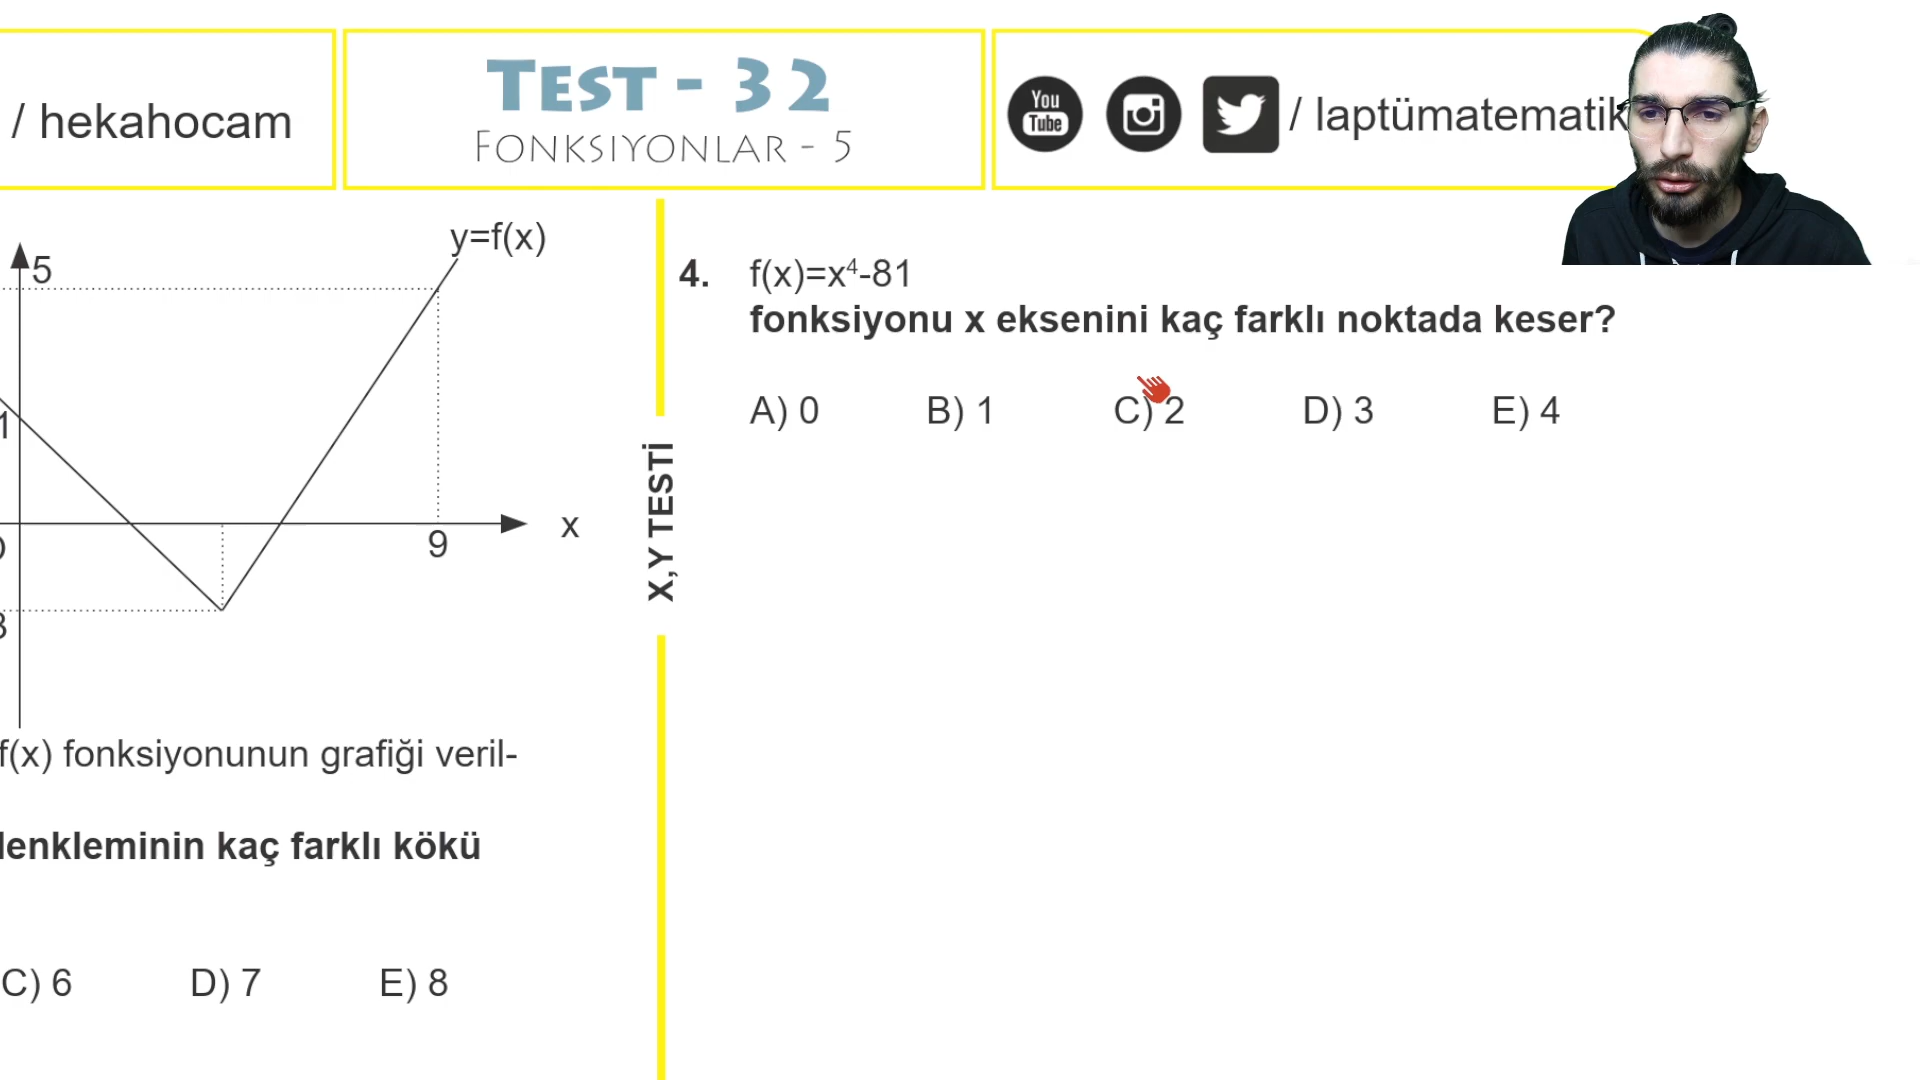 / hekahocam
TEST - 32
FONKSIYONLAR - 5
You
Tube
/ laptümatematik
y=f(x)
5
1
x
9
f(x) fonksiyonunun grafiği veril-
enkleminin kaç farklı kökü
C) 6 D) 7 E) 8
X,Y TESTİ
4. f(x)=x⁴-81
fonksiyonu x eksenini kaç farklı noktada keser?
A) 0 B) 1 C) 2 D) 3 E) 4